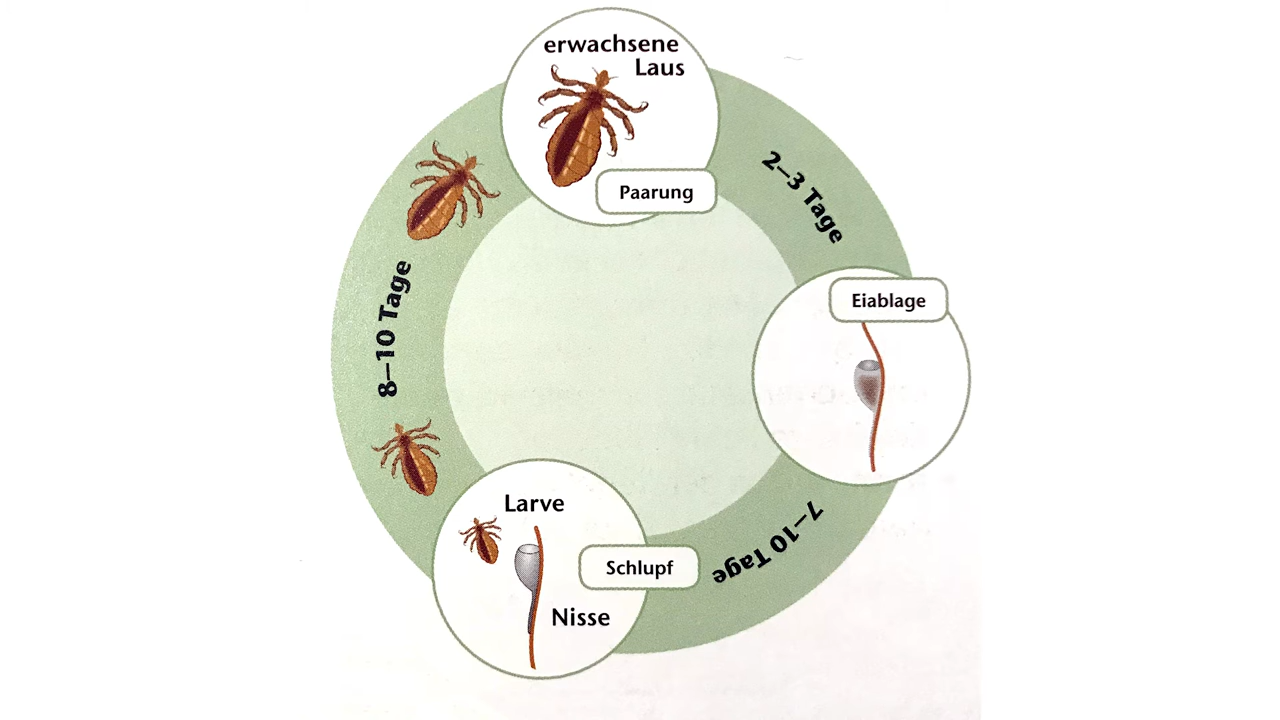 erwachsene
Laus
Paarung
2–3 Tage
Eiablage
7–10 Tage
Schlupf
Larve
Nisse
8–10 Tage